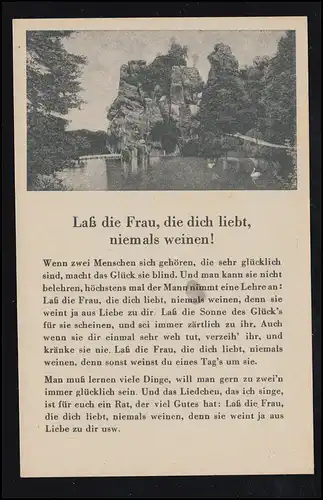 Laß die Frau, die dich liebt,
niemals weinen!
Wenn zwei Menschen sich gehören, die sehr glücklich
sind, macht das Glück sie blind. Und man kann sie nicht
belehren, höchstens mal der Mann nimmt eine Lehre an:
Laß die Frau, die dich liebt, niemals weinen, denn sie
weint ja aus Liebe zu dir. Laß die Sonne des Glück's
für sie scheinen, und sei immer zärtlich zu ihr, Auch
wenn sie dir einmal sehr weh tut, verzeih' ihr, und
kränke sie nie. Laß die Frau, die dich liebt, niemals
weinen, denn sonst weinst du eines Tag's um sie.
Man muß lernen viele Dinge, will man gern zu zwei'n
immer glücklich sein. Und das Liedchen, das ich singe,
ist für euch ein Rat, der viel Gutes hat: Laß die Frau,
die dich liebt, niemals weinen, denn sie weint ja aus
Liebe zu dir usw.